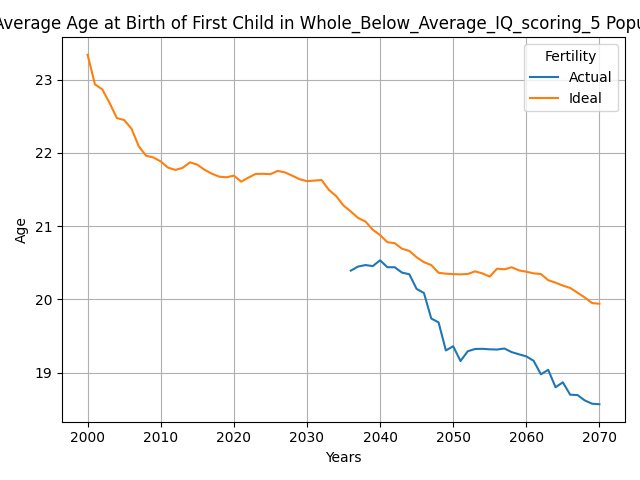 Average Age at Birth of First Child in Whole_Below_Average_IQ_scoring_5
Fertility
Actual
Ideal
23
22
21
20
19
Age
2000 2010 2020 2030 2040 2050 2060 2070
Years